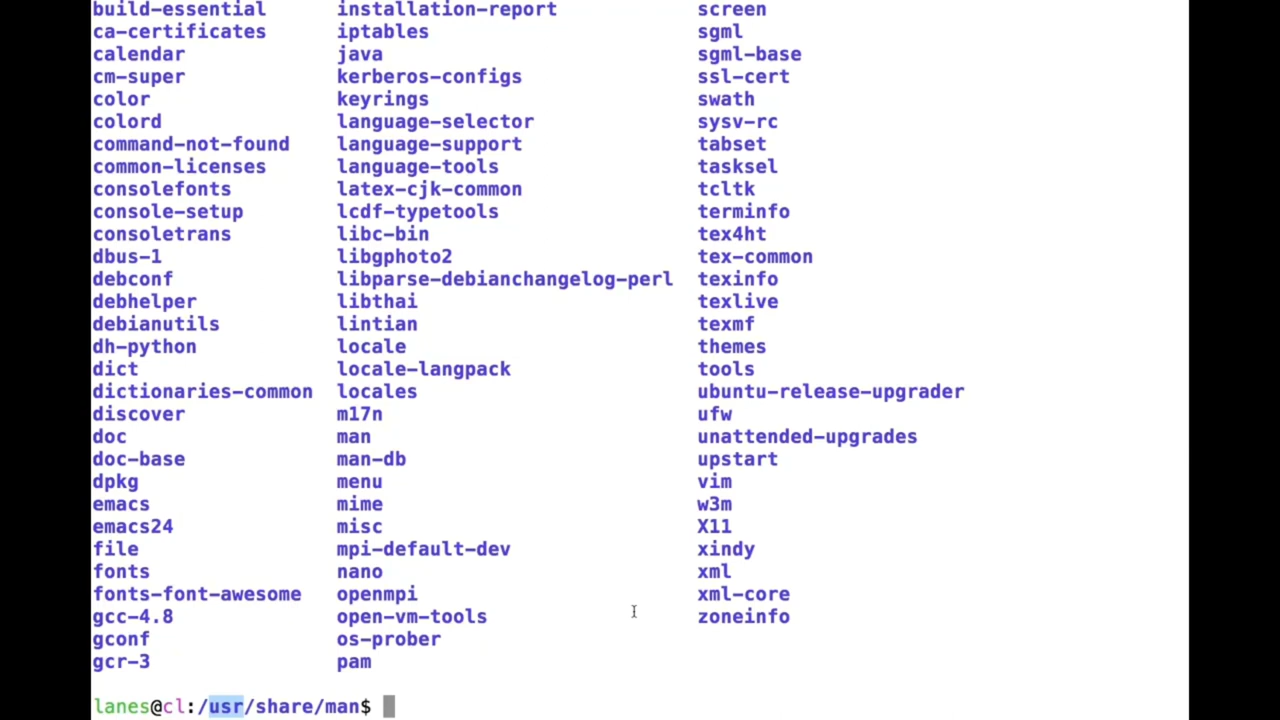 build-essential installation-report screen
ca-certificates iptables sgml
calendar java sgml-base
cm-super kerberos-configs ssl-cert
color keyrings swath
colord language-selector sysv-rc
command-not-found language-support tabset
common-licenses language-tools tasksel
consolefonts latex-cjk-common tcltk
console-setup lcdf-typetools terminfo
consoletrans libc-bin tex4ht
dbus-1 libgphoto2 tex-common
debconf libparse-debianchangelog-perl texinfo
debhelper libthai texlive
debianutils lintian texmf
dh-python locale themes
dict locale-langpack tools
dictionaries-common locales ubuntu-release-upgrader
discover m17n ufw
doc man unattended-upgrades
doc-base man-db upstart
dpkg menu vim
emacs mime w3m
emacs24 misc X11
file mpi-default-dev xindy
fonts nano xml
fonts-font-awesome openmpi xml-core
gcc-4.8 open-vm-tools zoneinfo
gconf os-prober
gcr-3 pam
lanes@cl:/usr/share/man$